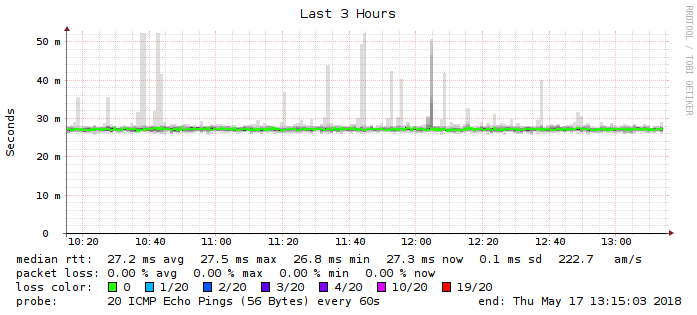 Last 3 Hours
RRDTOOL / TOBI OETIKER
Seconds
50 m
40 m
30 m
20 m
10 m
0
10:20 10:40 11:00 11:20 11:40 12:00 12:20 12:40 13:00
median rtt: 27.2 ms avg 27.5 ms max 26.8 ms min 27.3 ms now 0.1 ms sd 222.7 am/s
packet loss: 0.00 % avg 0.00 % max 0.00 % min 0.00 % now
loss color: 0 1/20 2/20 3/20 4/20 10/20 19/20
probe: 20 ICMP Echo Pings (56 Bytes) every 60s end: Thu May 17 13:15:03 2018